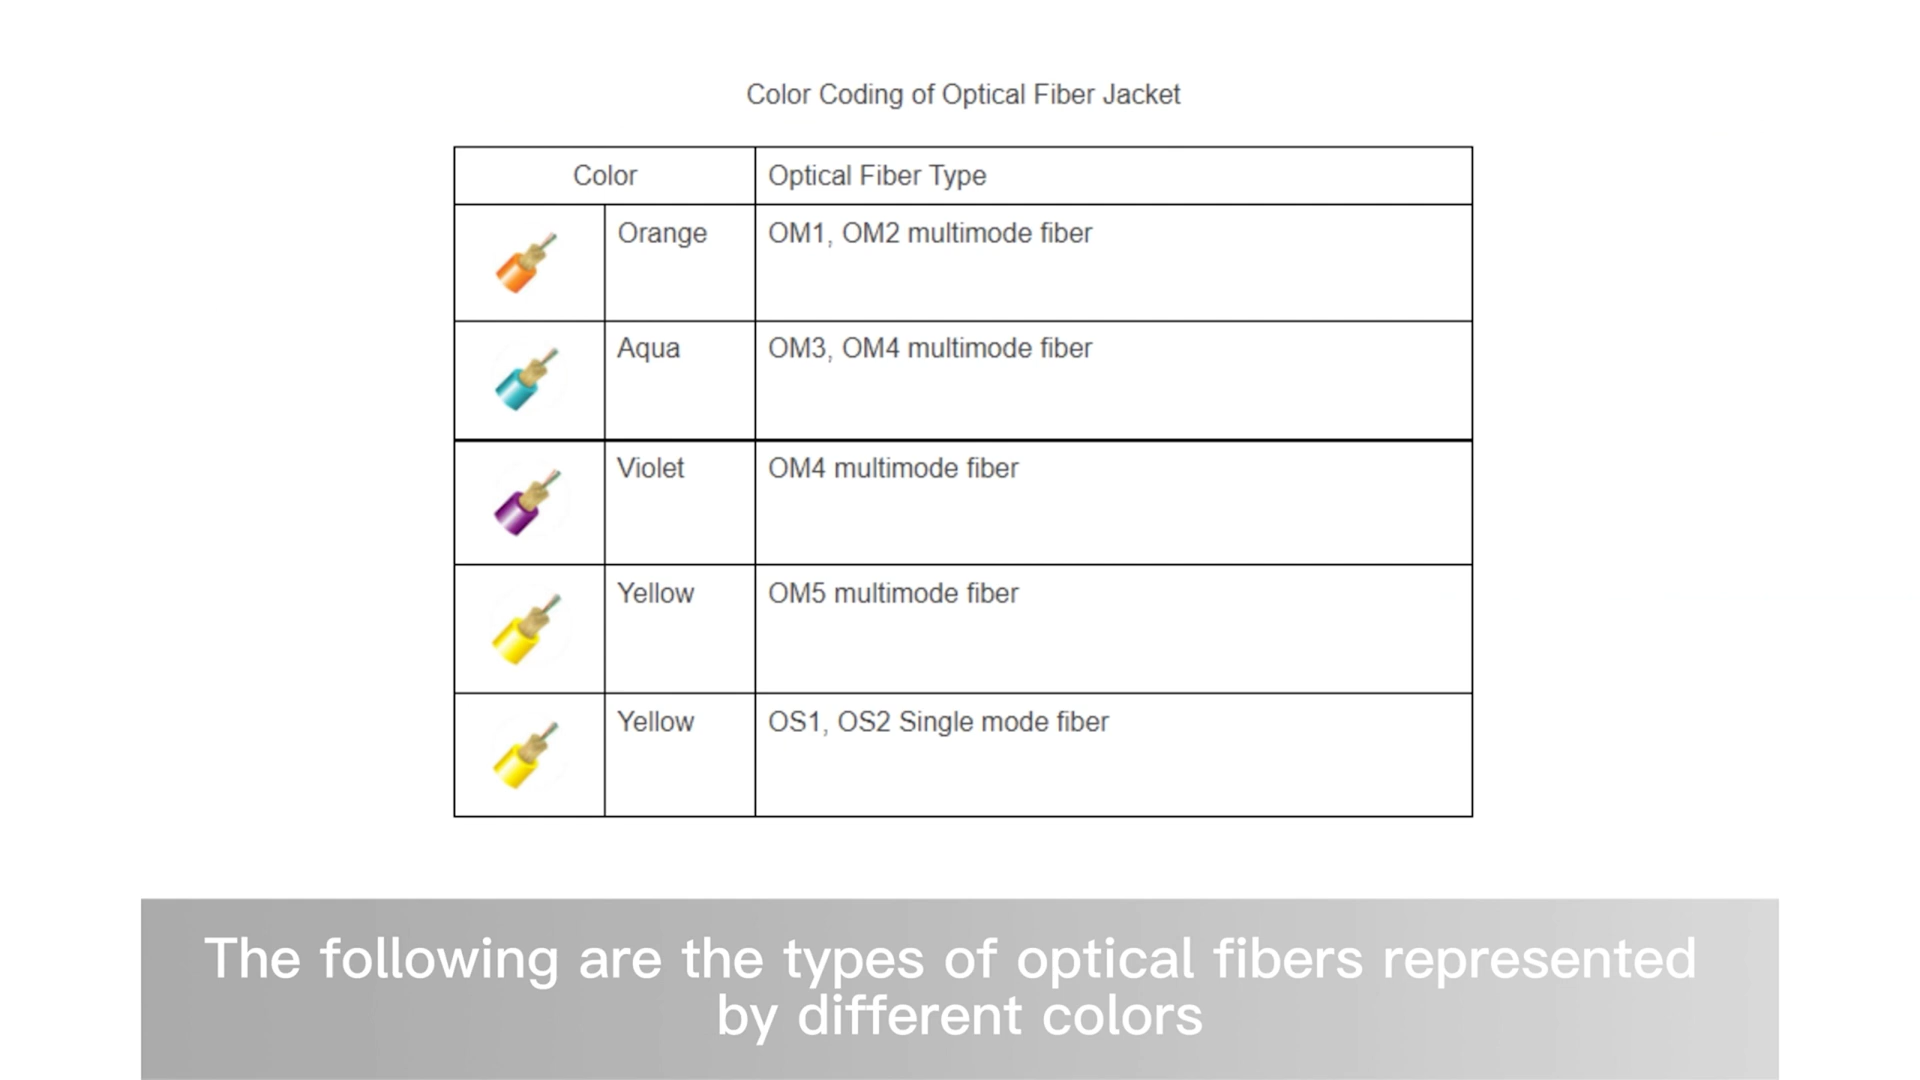 Color Coding of Optical Fiber Jacket
Color Optical Fiber Type
Orange OM1, OM2 multimode fiber
Aqua OM3, OM4 multimode fiber
Violet OM4 multimode fiber
Yellow OM5 multimode fiber
Yellow OS1, OS2 Single mode fiber
The following are the types of optical fibers represented
by different colors